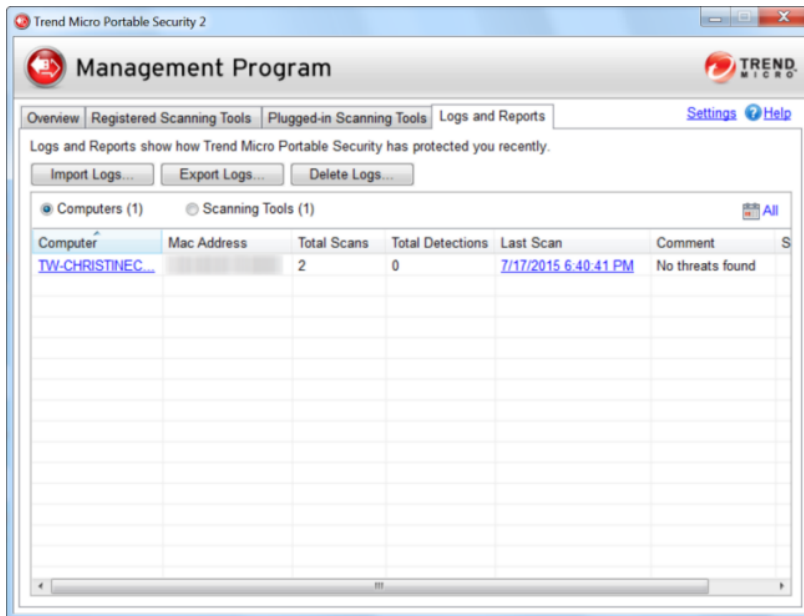 Trend Micro Portable Security 2
Management Program
TREND
MICRO
Overview Registered Scanning Tools Plugged-in Scanning Tools Logs and Reports Settings Help
Logs and Reports show how Trend Micro Portable Security has protected you recently.
Import Logs... Export Logs... Delete Logs...
Computers (1) Scanning Tools (1) All
Computer Mac Address Total Scans Total Detections Last Scan Comment S
TW-CHRISTINEC... 2 0 7/17/2015 6:40:41 PM No threats found